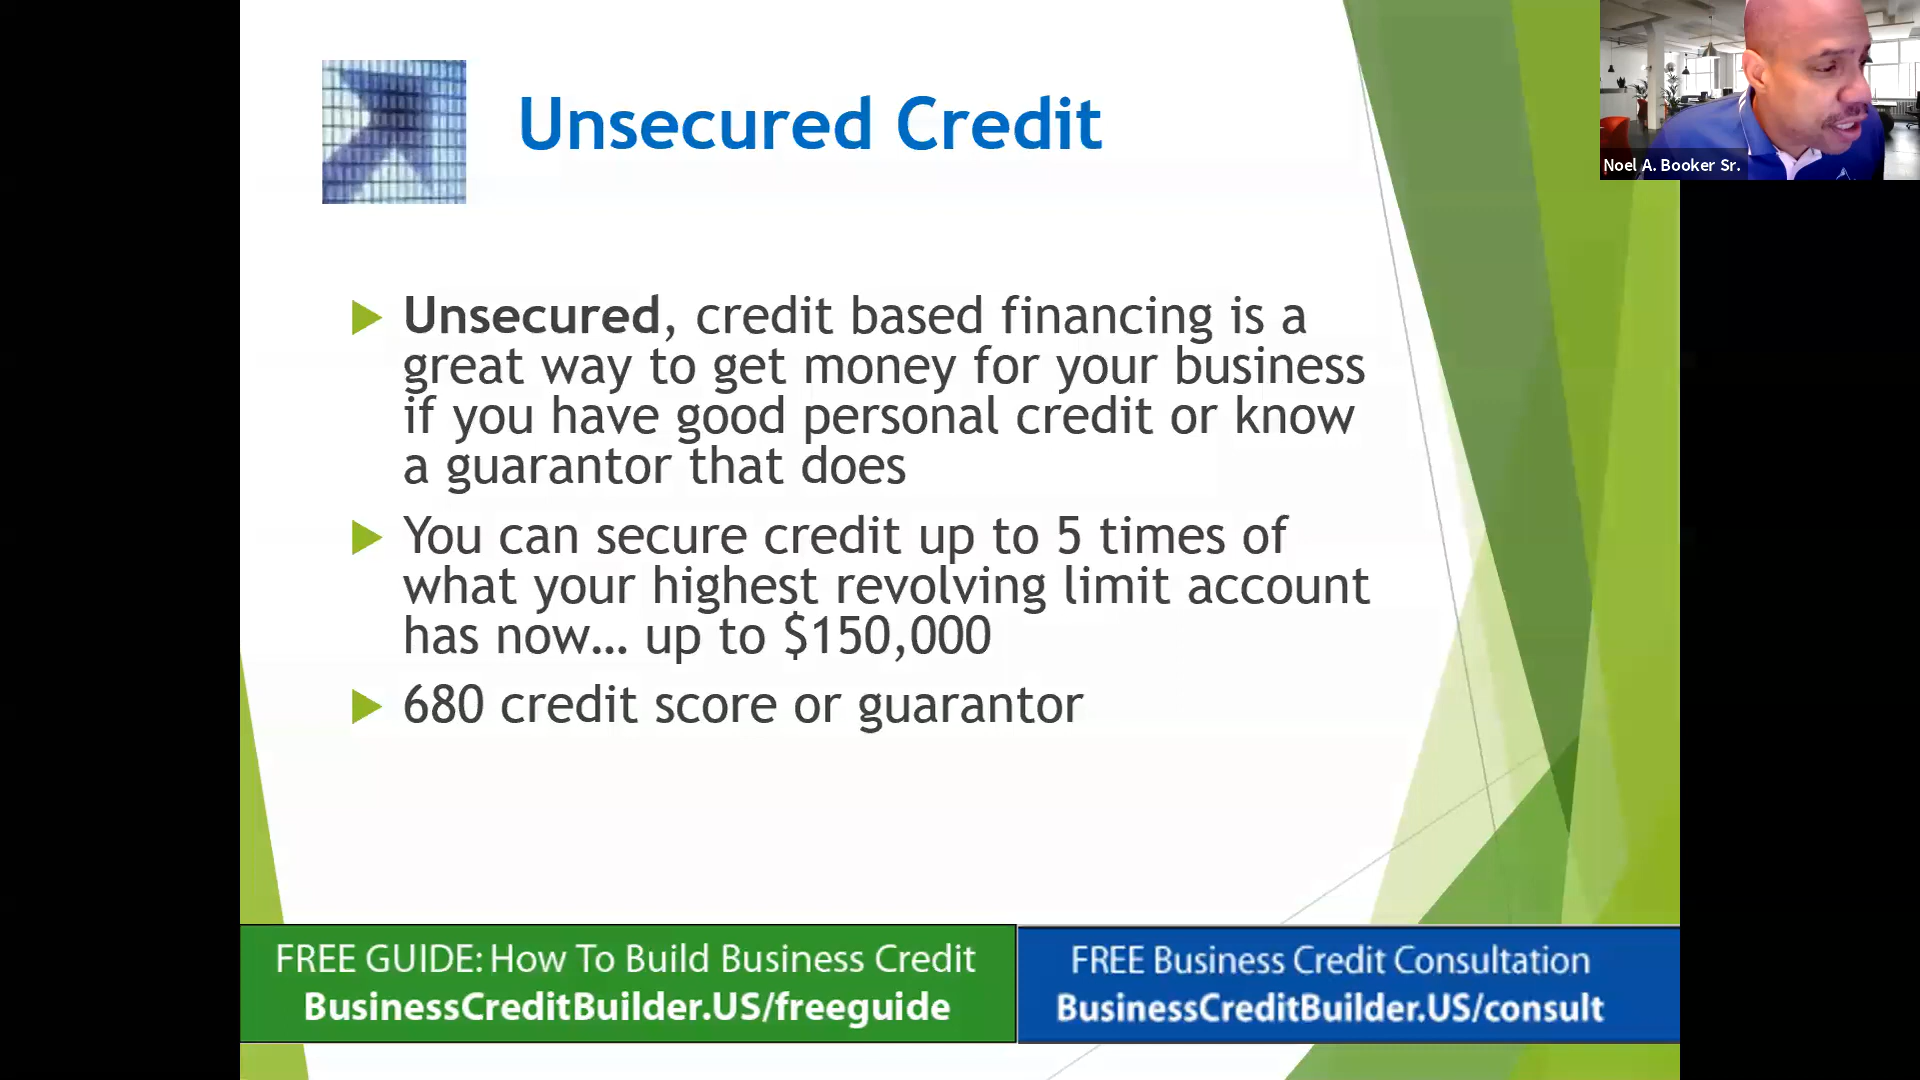 Unsecured Credit
Noel A. Booker Sr.
Unsecured, credit based financing is a
great way to get money for your business
if you have good personal credit or know
a guarantor that does
You can secure credit up to 5 times of
what your highest revolving limit account
has now... up to $150,000
680 credit score or guarantor
FREE GUIDE: How To Build Business Credit
BusinessCreditBuilder.US/freeguide
FREE Business Credit Consultation
BusinessCreditBuilder.US/consult